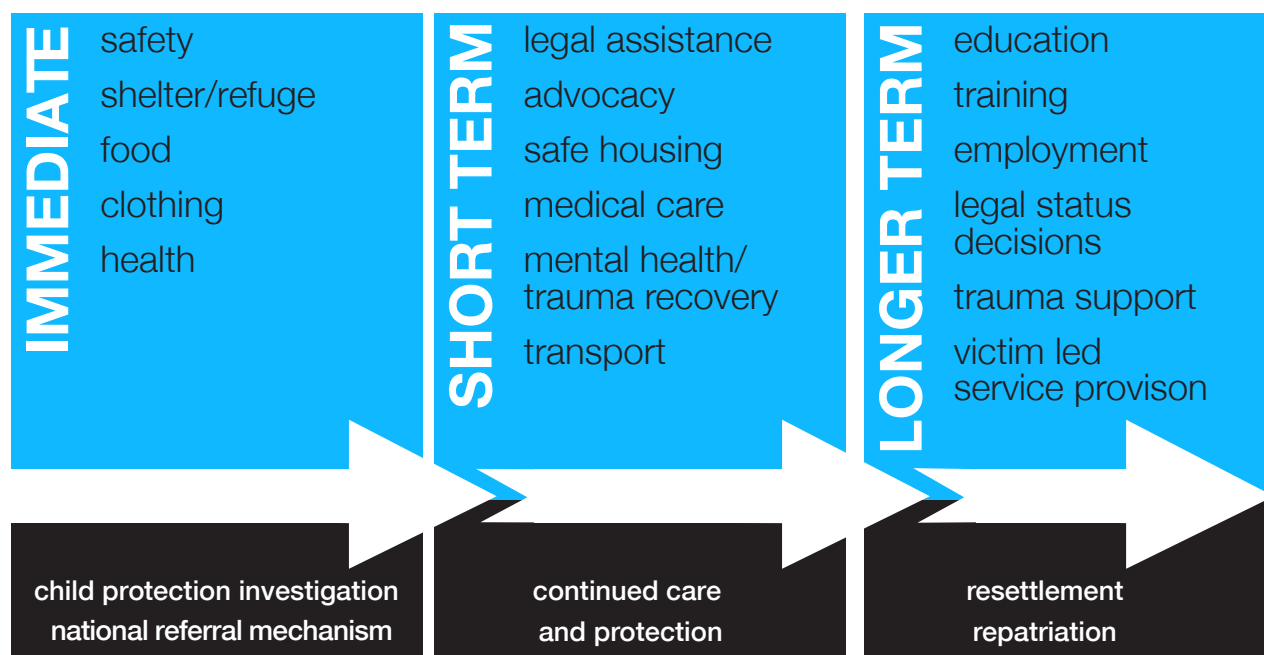 IMMEDIATE
safety
shelter/refuge
food
clothing
health
child protection investigation
national referral mechanism
SHORT TERM
legal assistance
advocacy
safe housing
medical care
mental health/
trauma recovery
transport
continued care
and protection
LONGER TERM
education
training
employment
legal status
decisions
trauma support
victim led
service provison
resettlement
repatriation